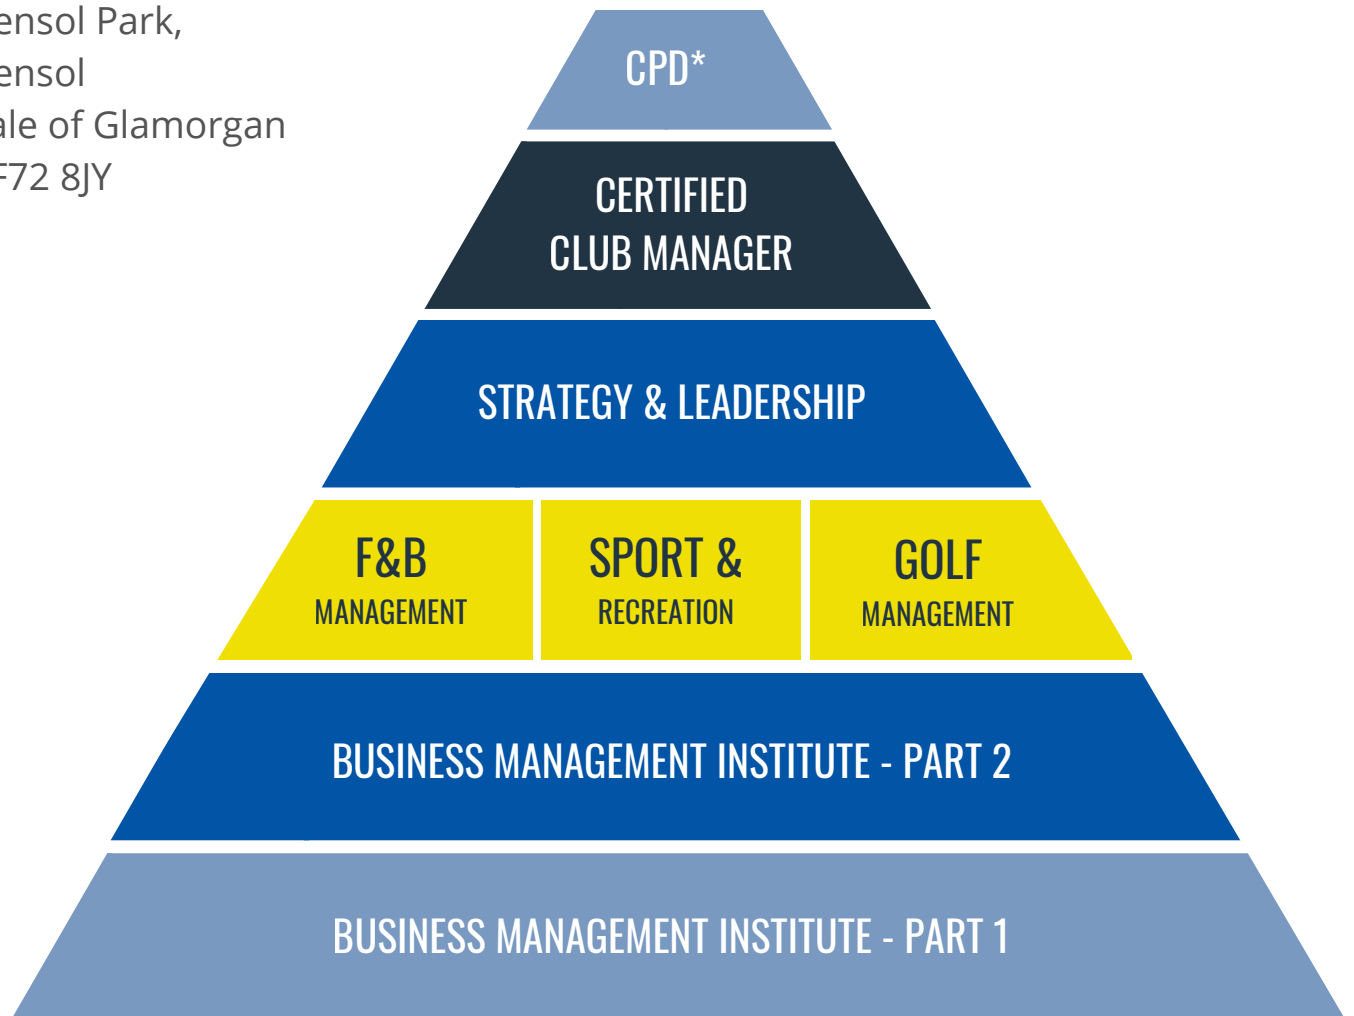 ensol Park,
ensol
ale of Glamorgan
F72 8JY
CPD*
CERTIFIED
CLUB MANAGER
STRATEGY & LEADERSHIP
F&B
MANAGEMENT
SPORT &
RECREATION
GOLF
MANAGEMENT
BUSINESS MANAGEMENT INSTITUTE - PART 2
BUSINESS MANAGEMENT INSTITUTE - PART 1